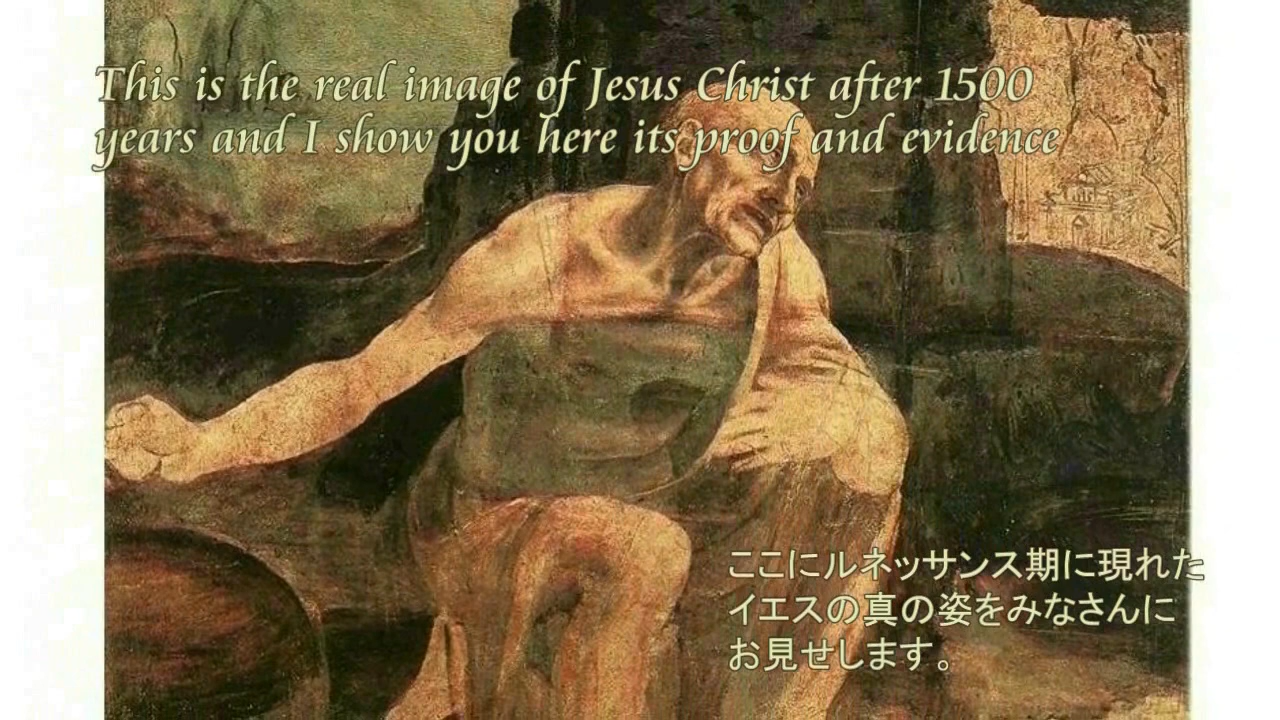 This is the real image of Jesus Christ after 1500
years and I show you here its proof and evidence
ここにルネッサンス期に現れた
イエスの真の姿をみなさんに
お見せします。